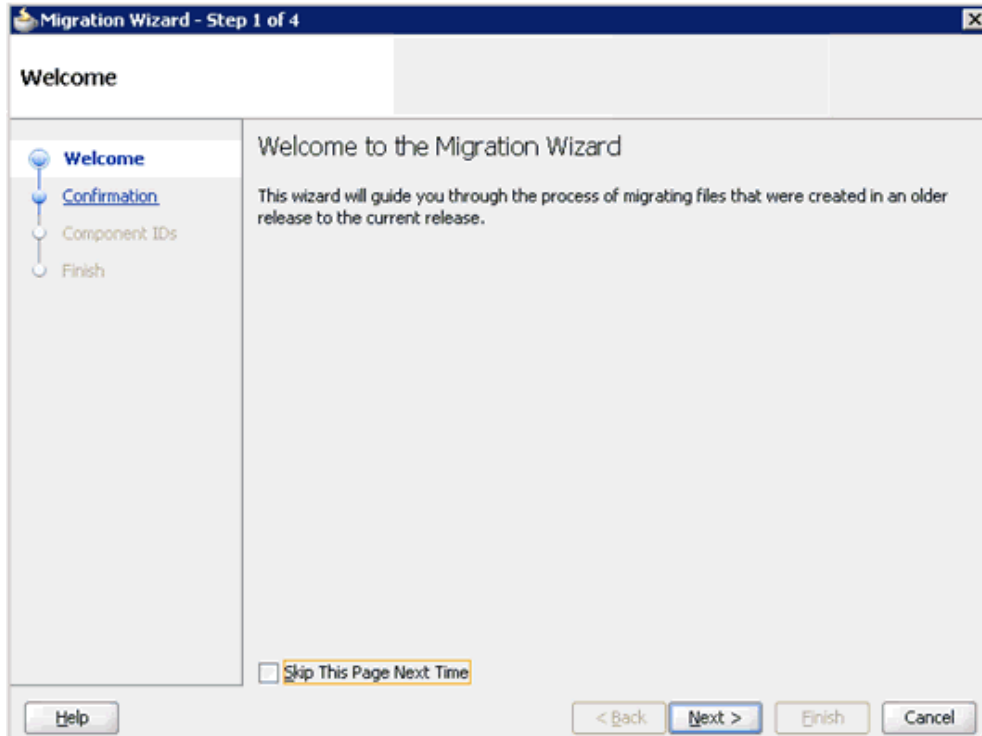 Migration Wizard - Step 1 of 4
Welcome
Welcome
Confirmation
Component IDs
Finish
Welcome to the Migration Wizard
This wizard will guide you through the process of migrating files that were created in an older
release to the current release.
Skip This Page Next Time
Help
< Back
Next >
Finish
Cancel